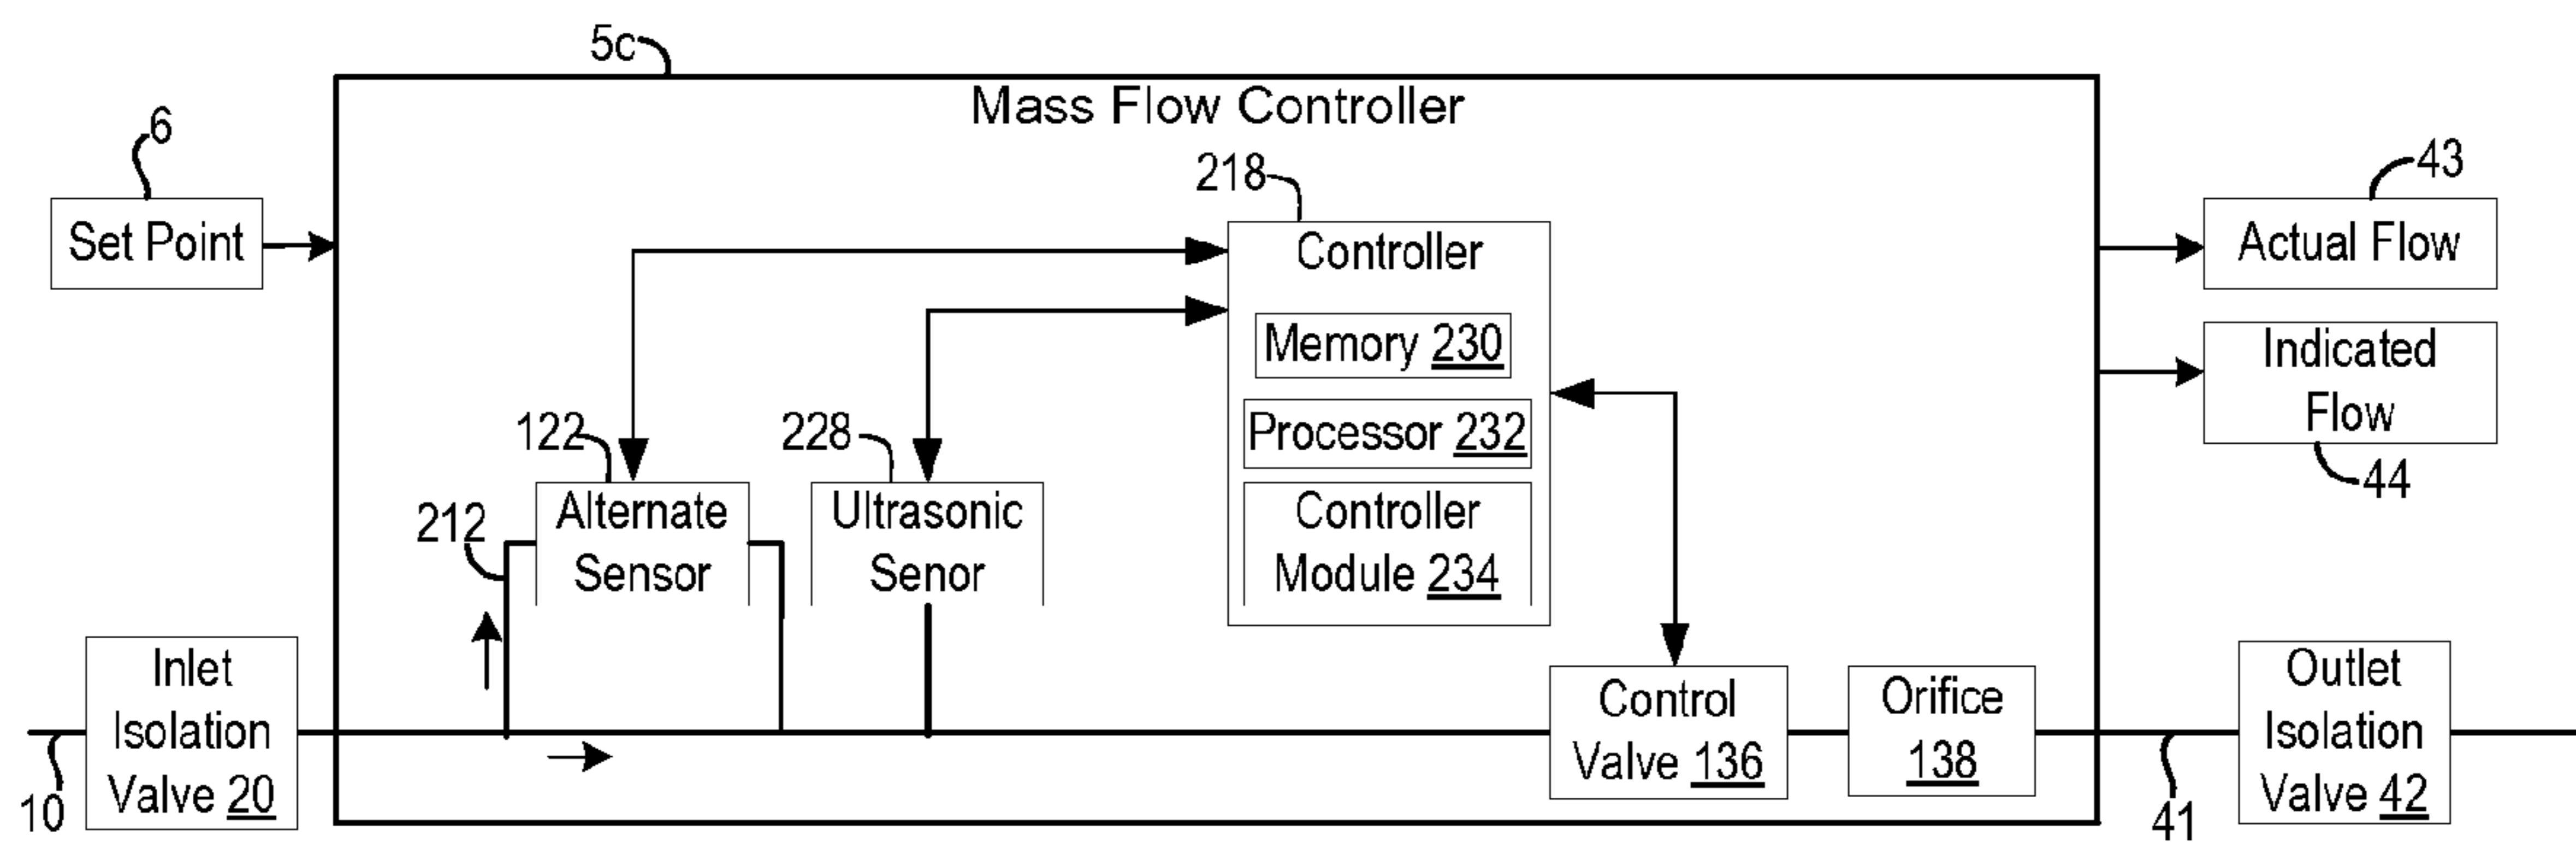 5c
Mass Flow Controller
6
Set Point
218
43
Actual Flow
Controller
Memory 230
Processor 232
Controller
Module 234
Indicated
Flow
44
122
228
212
Alternate
Sensor
Ultrasonic
Senor
Inlet
Isolation
Valve 20
10
Control
Valve 136
Orifice
138
41
Outlet
Isolation
Valve 42